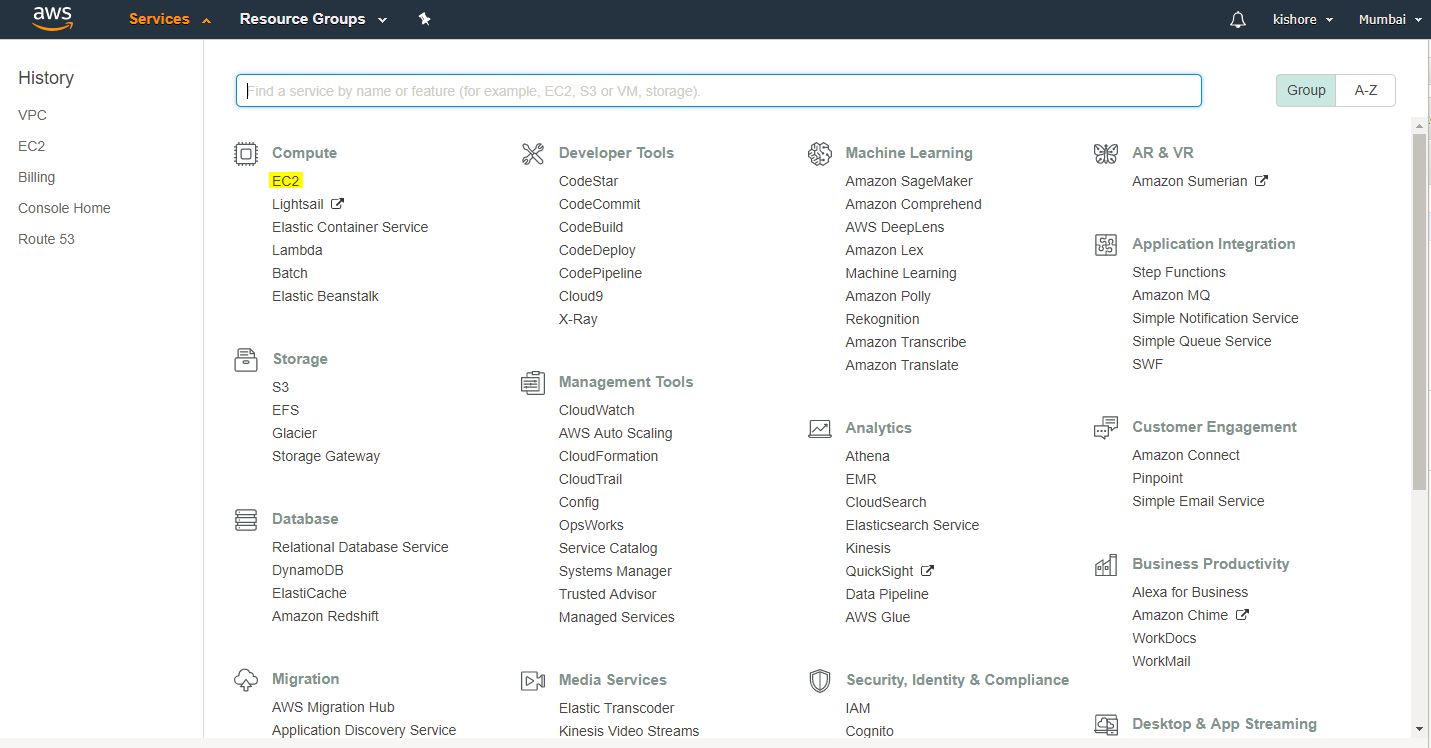 aws
Services
Resource Groups
kishore
Mumbai
History
VPC
EC2
Billing
Console Home
Route 53
Find a service by name or feature (for example, EC2, S3 or VM, storage).
Group
A-Z
Compute
EC2
Lightsail
Elastic Container Service
Lambda
Batch
Elastic Beanstalk
Storage
S3
EFS
Glacier
Storage Gateway
Database
Relational Database Service
DynamoDB
ElastiCache
Amazon Redshift
Migration
AWS Migration Hub
Application Discovery Service
Developer Tools
CodeStar
CodeCommit
CodeBuild
CodeDeploy
CodePipeline
Cloud9
X-Ray
Management Tools
CloudWatch
AWS Auto Scaling
CloudFormation
CloudTrail
Config
OpsWorks
Service Catalog
Systems Manager
Trusted Advisor
Managed Services
Media Services
Elastic Transcoder
Kinesis Video Streams
Machine Learning
Amazon SageMaker
Amazon Comprehend
AWS DeepLens
Amazon Lex
Machine Learning
Amazon Polly
Rekognition
Amazon Transcribe
Amazon Translate
Analytics
Athena
EMR
CloudSearch
Elasticsearch Service
Kinesis
QuickSight
Data Pipeline
AWS Glue
Security, Identity & Compliance
IAM
Cognito
AR & VR
Amazon Sumerian
Application Integration
Step Functions
Amazon MQ
Simple Notification Service
Simple Queue Service
SWF
Customer Engagement
Amazon Connect
Pinpoint
Simple Email Service
Business Productivity
Alexa for Business
Amazon Chime
WorkDocs
WorkMail
Desktop & App Streaming